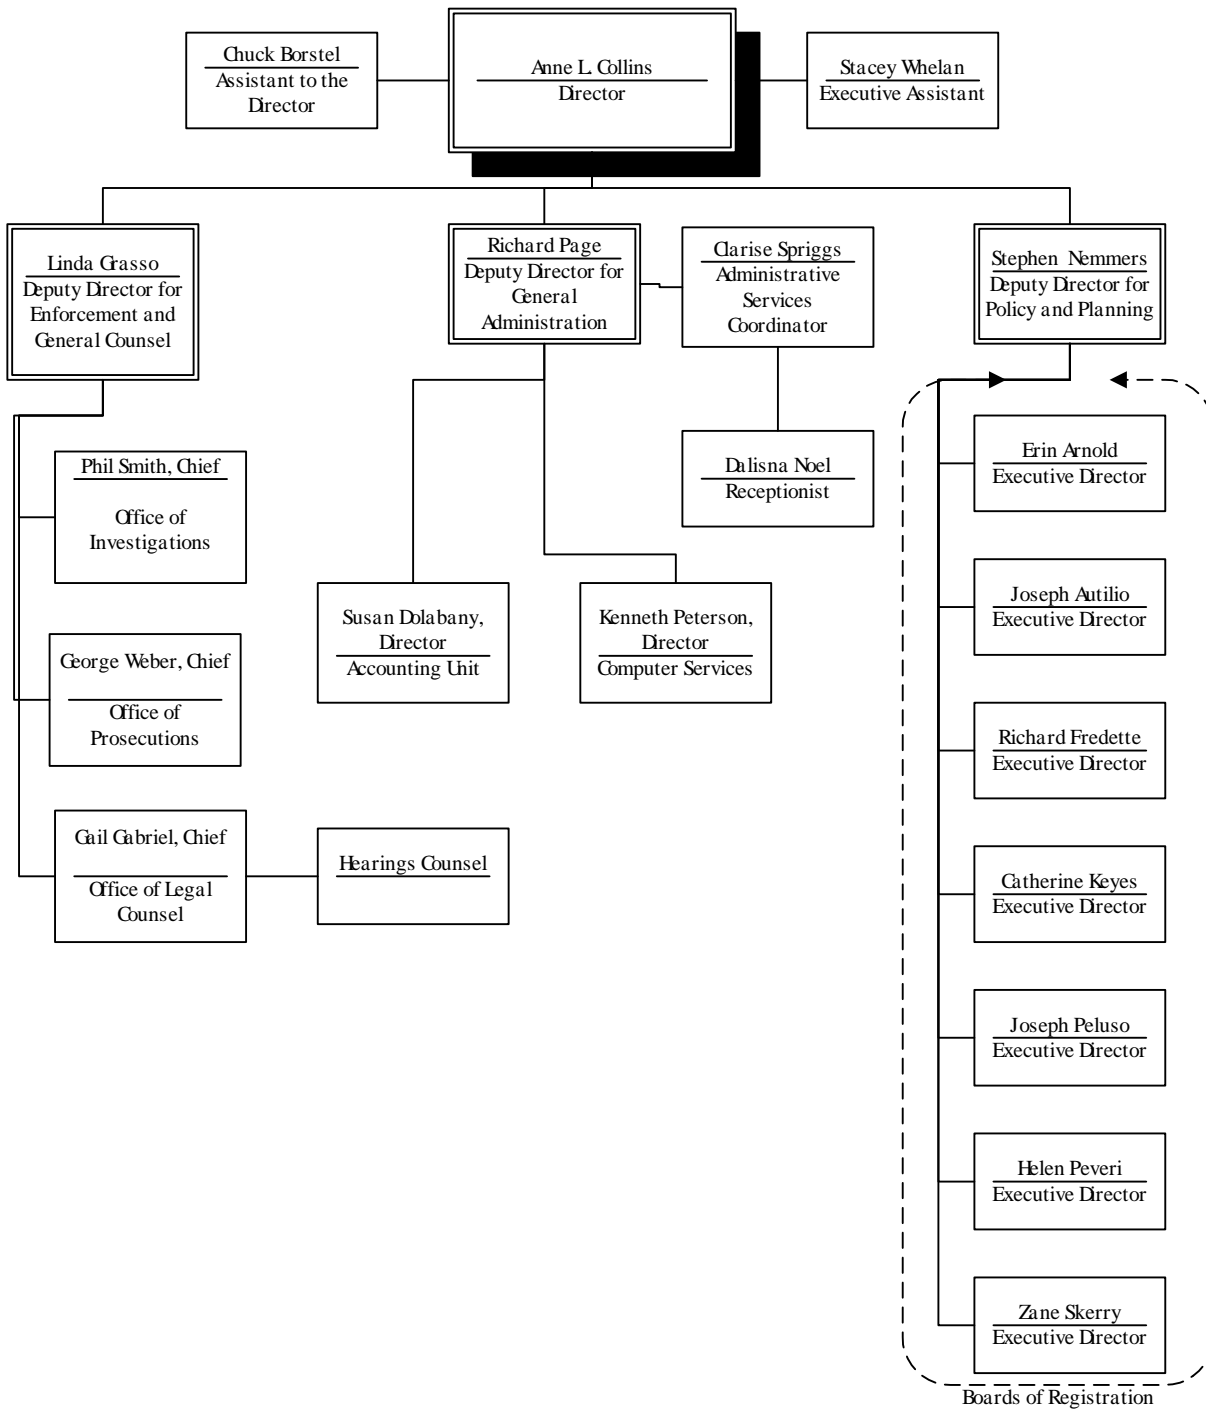 Chuck Borstel
Assistant to the
Director
Anne L. Collins
Director
Stacey Whelan
Executive Assistant
Linda Grasso
Deputy Director for
Enforcement and
General Counsel
Richard Page
Deputy Director for
General
Administration
Clarise Spriggs
Administrative
Services
Coordinator
Stephen Nemmers
Deputy Director for
Policy and Planning
Phil Smith, Chief
Office of
Investigations
Dalisna Noel
Receptionist
Erin Arnold
Executive Director
Susan Dolabany,
Director
Accounting Unit
Kenneth Peterson,
Director
Computer Services
Joseph Autilio
Executive Director
George Weber, Chief
Office of
Prosecutions
Richard Fredette
Executive Director
Gail Gabriel, Chief
Office of Legal
Counsel
Hearings Counsel
Catherine Keyes
Executive Director
Joseph Peluso
Executive Director
Helen Peveri
Executive Director
Zane Skerry
Executive Director
Boards of Registration